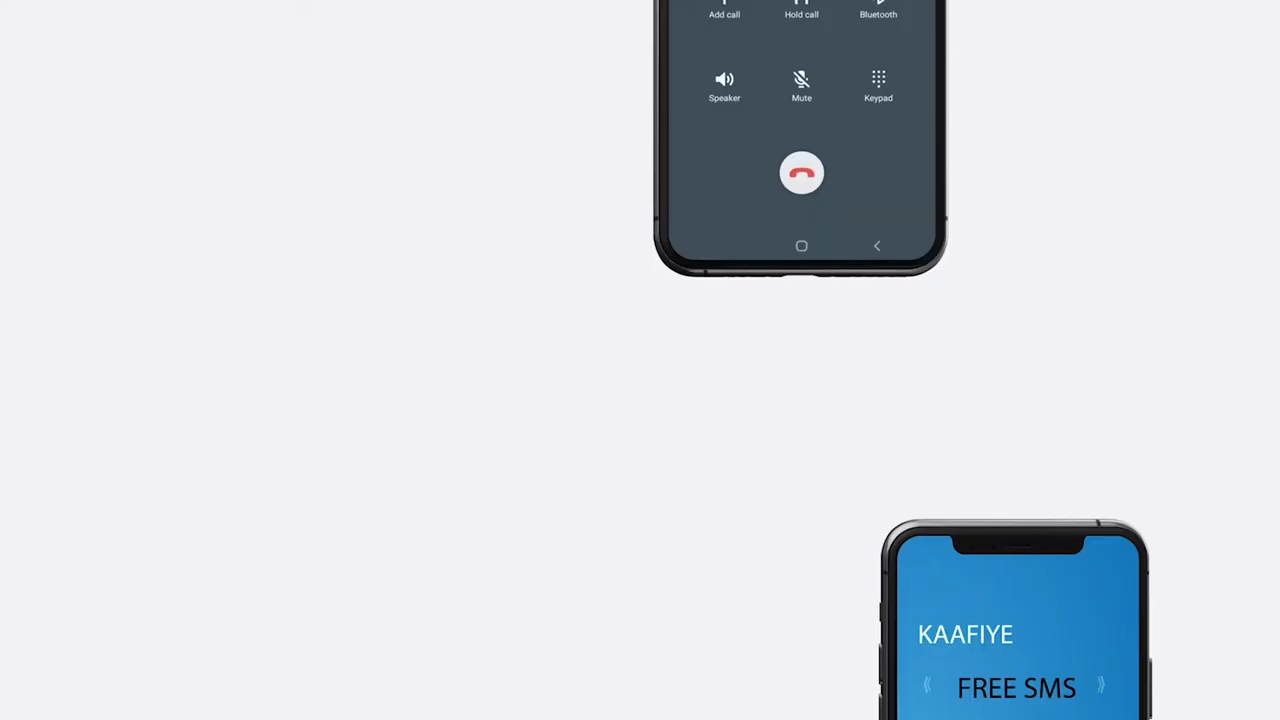 Add call Hold call Bluetooth
Speaker Mute Keypad
KAAFIYE
FREE SMS